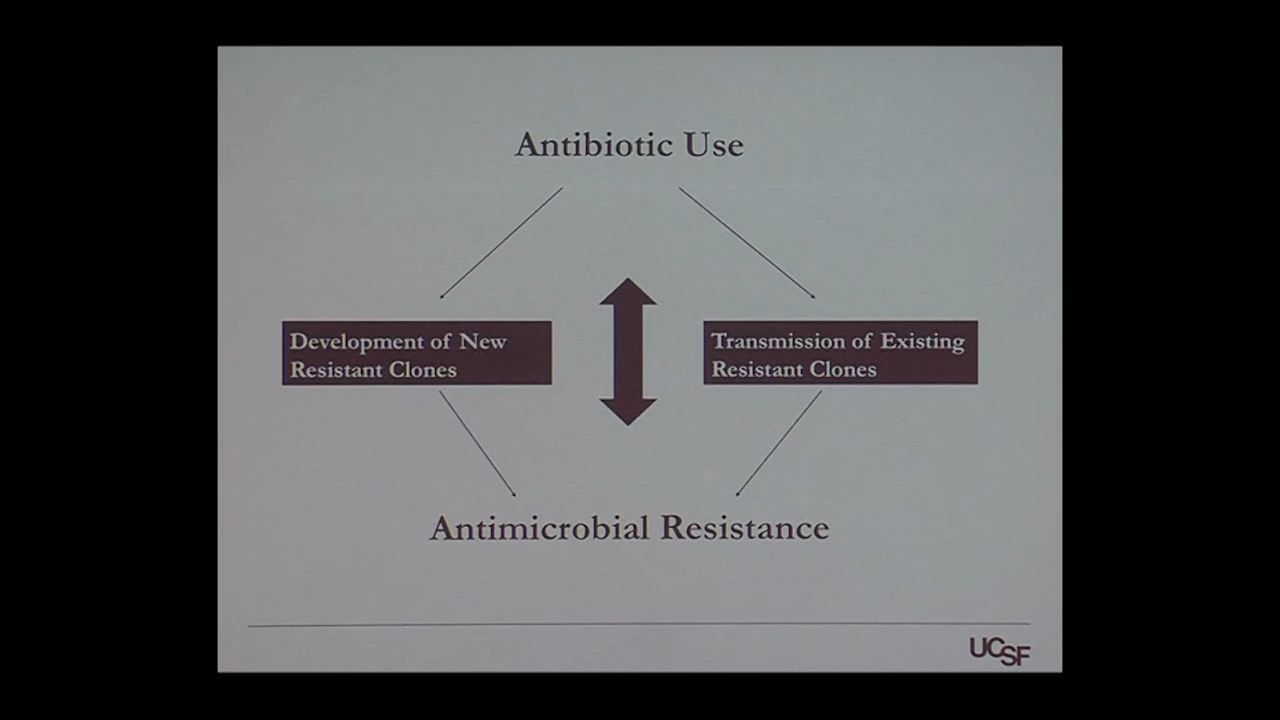 Antibiotic Use
Development of New
Resistant Clones
Transmission of Existing
Resistant Clones
Antimicrobial Resistance
UCSF